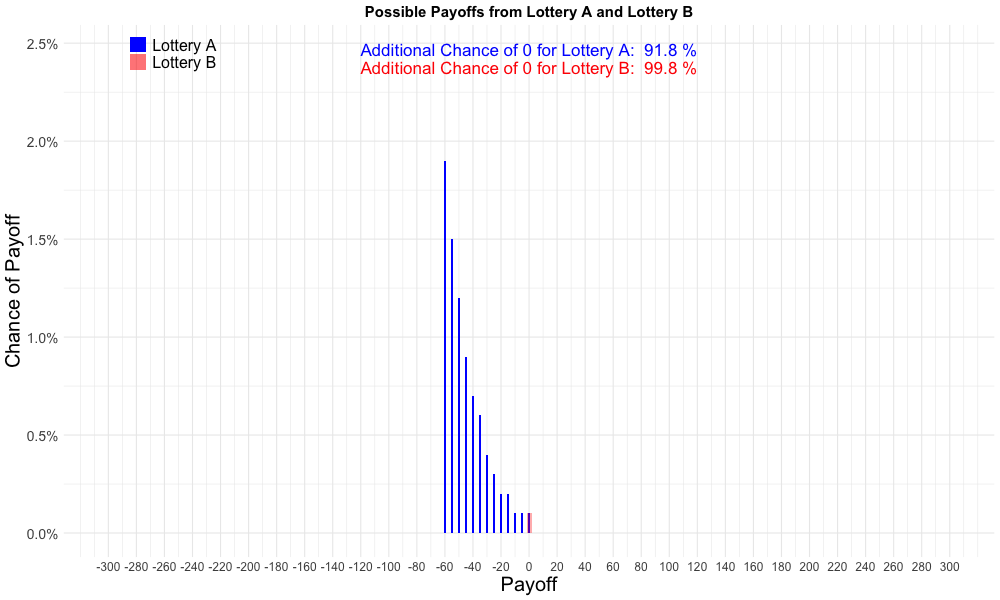 Possible Payoffs from Lottery A and Lottery B
Lottery A
Lottery B
Additional Chance of 0 for Lottery A: 91.8 %
Additional Chance of 0 for Lottery B: 99.8 %
Chance of Payoff
2.5%
2.0%
1.5%
1.0%
0.5%
0.0%
-300 -280 -260 -240 -220 -200 -180 -160 -140 -120 -100 -80 -60 -40 -20 0 20 40 60 80 100 120 140 160 180 200 220 240 260 280 300
Payoff